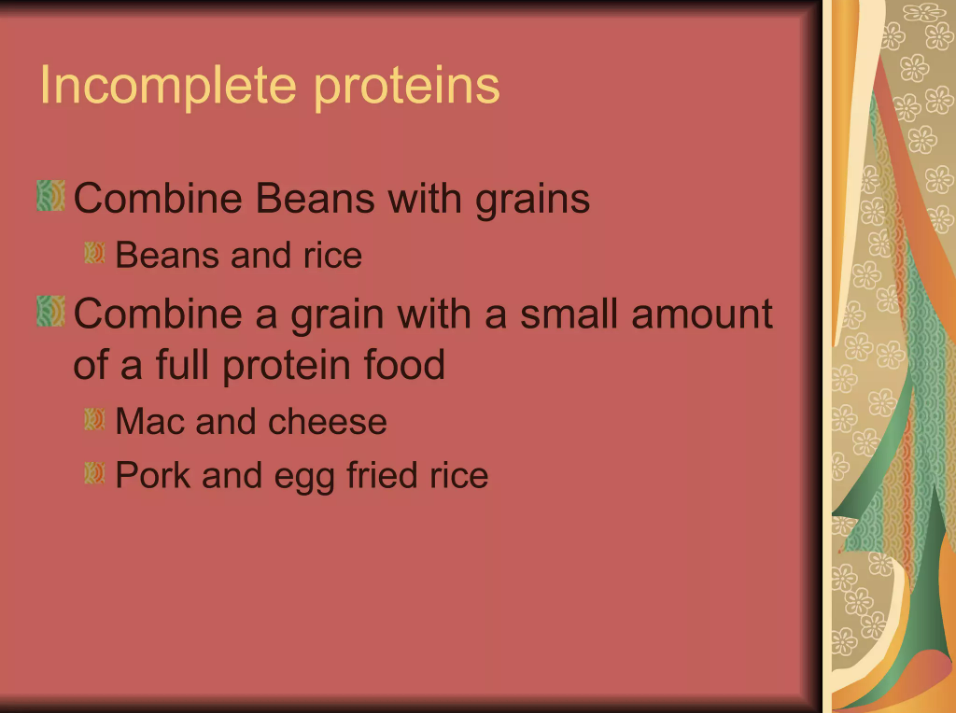 Incomplete proteins
Combine Beans with grains
Beans and rice
Combine a grain with a small amount
of a full protein food
Mac and cheese
Pork and egg fried rice